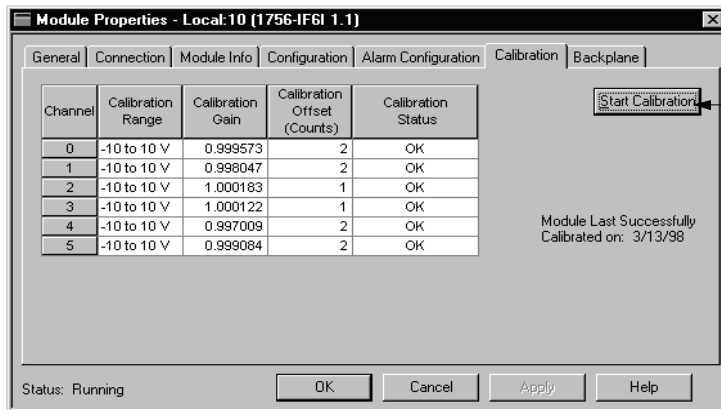 Module Properties - Local:10 (1756-IF6I 1.1)
General Connection Module Info Configuration Alarm Configuration Calibration Backplane
Channel Calibration Range Calibration Gain Calibration Offset (Counts) Calibration Status
0 -10 to 10 V 0.999573 2 OK
1 -10 to 10 V 0.998047 2 OK
2 -10 to 10 V 1.000183 1 OK
3 -10 to 10 V 1.000122 1 OK
4 -10 to 10 V 0.997009 2 OK
5 -10 to 10 V 0.999084 2 OK
Start Calibration
Module Last Successfully
Calibrated on: 3/13/98
Status: Running
OK Cancel Apply Help